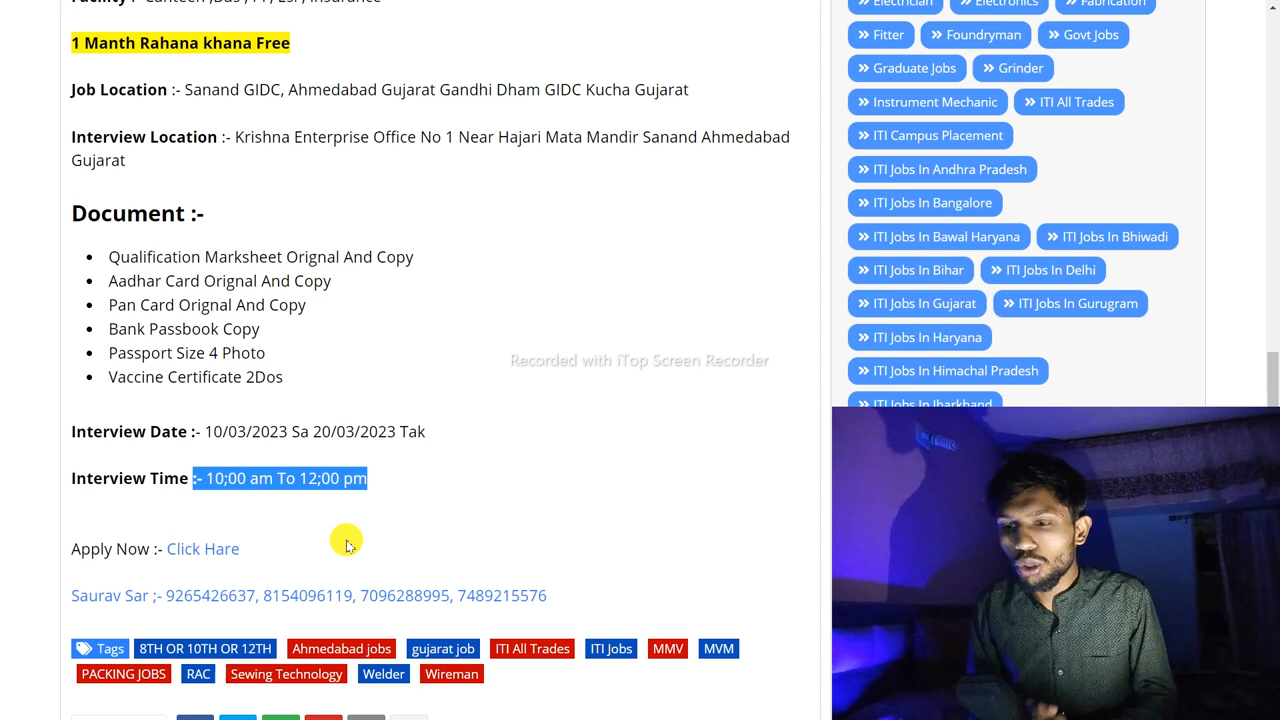 1 Manth Rahana khana Free
Job Location :- Sanand GIDC, Ahmedabad Gujarat Gandhi Dham GIDC Kucha Gujarat
Interview Location :- Krishna Enterprise Office No 1 Near Hajari Mata Mandir Sanand Ahmedabad
Gujarat
Document :-
Qualification Marksheet Orignal And Copy
Aadhar Card Orignal And Copy
Pan Card Orignal And Copy
Bank Passbook Copy
Passport Size 4 Photo
Vaccine Certificate 2Dos
Interview Date :- 10/03/2023 Sa 20/03/2023 Tak
Interview Time :- 10;00 am To 12;00 pm
Apply Now :- Click Hare
Saurav Sar ;- 9265426637, 8154096119, 7096288995, 7489215576
Tags 8TH OR 10TH OR 12TH Ahmedabad jobs gujarat job ITI All Trades ITI Jobs MMV MVM
PACKING JOBS RAC Sewing Technology Welder Wireman
Recorded with iTop Screen Recorder
Electrician Electronics Fabrication
Fitter Foundryman Govt Jobs
Graduate Jobs Grinder
Instrument Mechanic ITI All Trades
ITI Campus Placement
ITI Jobs In Andhra Pradesh
ITI Jobs In Bangalore
ITI Jobs In Bawal Haryana ITI Jobs In Bhiwadi
ITI Jobs In Bihar ITI Jobs In Delhi
ITI Jobs In Gujarat ITI Jobs In Gurugram
ITI Jobs In Haryana
ITI Jobs In Himachal Pradesh
ITI Jobs In Jharkhand